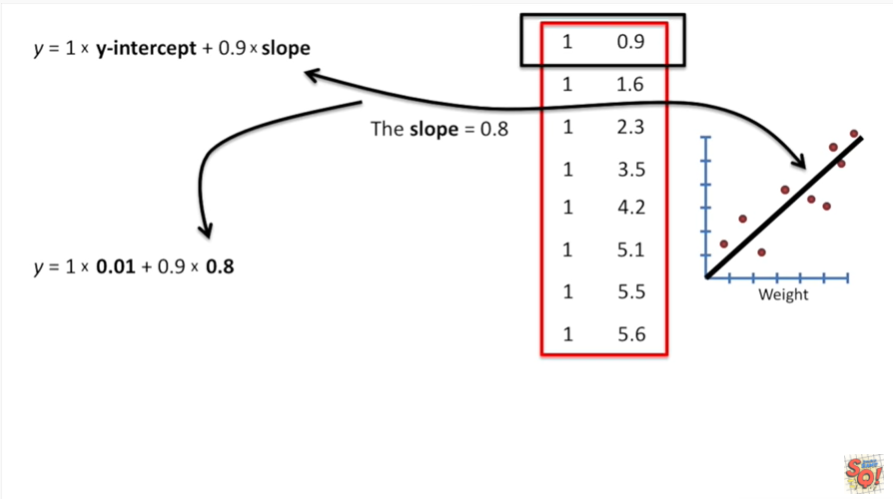 y = 1 × y-intercept + 0.9 × slope
The slope = 0.8
y = 1 × 0.01 + 0.9 × 0.8
1 0.9
1 1.6
1 2.3
1 3.5
1 4.2
1 5.1
1 5.5
1 5.6
Weight
SQ!